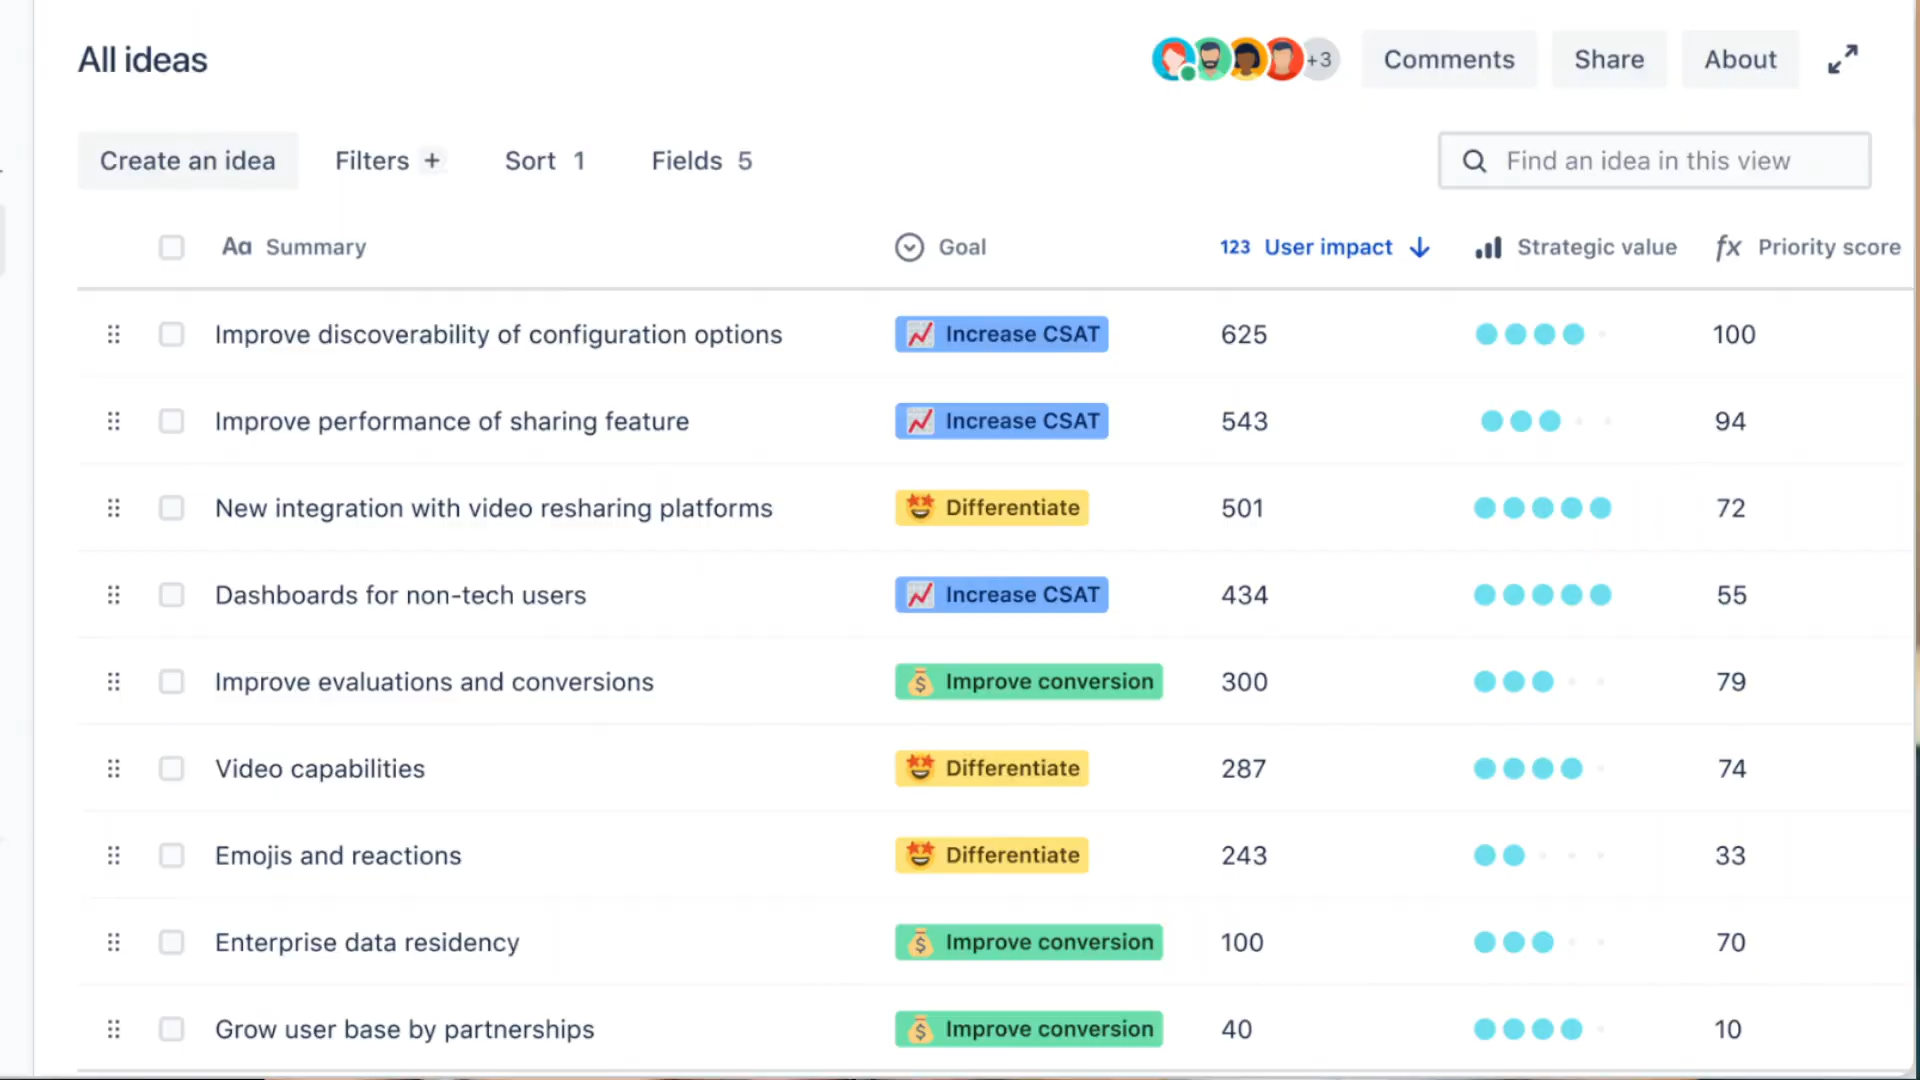 All ideas
+3
Comments
Share
About
Create an idea
Filters +
Sort 1
Fields 5
Find an idea in this view
Aa Summary
Goal
123 User impact
Strategic value
fx Priority score
Improve discoverability of configuration options Increase CSAT 625 100
Improve performance of sharing feature Increase CSAT 543 94
New integration with video resharing platforms Differentiate 501 72
Dashboards for non-tech users Increase CSAT 434 55
Improve evaluations and conversions Improve conversion 300 79
Video capabilities Differentiate 287 74
Emojis and reactions Differentiate 243 33
Enterprise data residency Improve conversion 100 70
Grow user base by partnerships Improve conversion 40 10